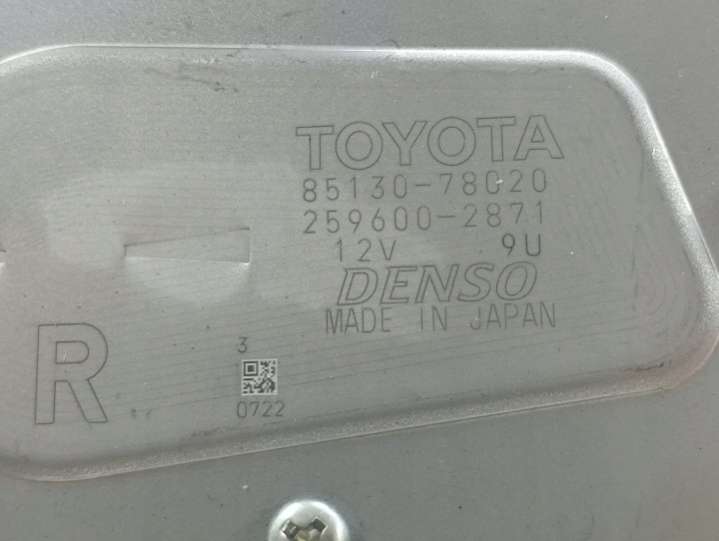 TOYOTA
85130-78020
259600-2871
12V 9U
DENSO
MADE IN JAPAN
R
3
0722